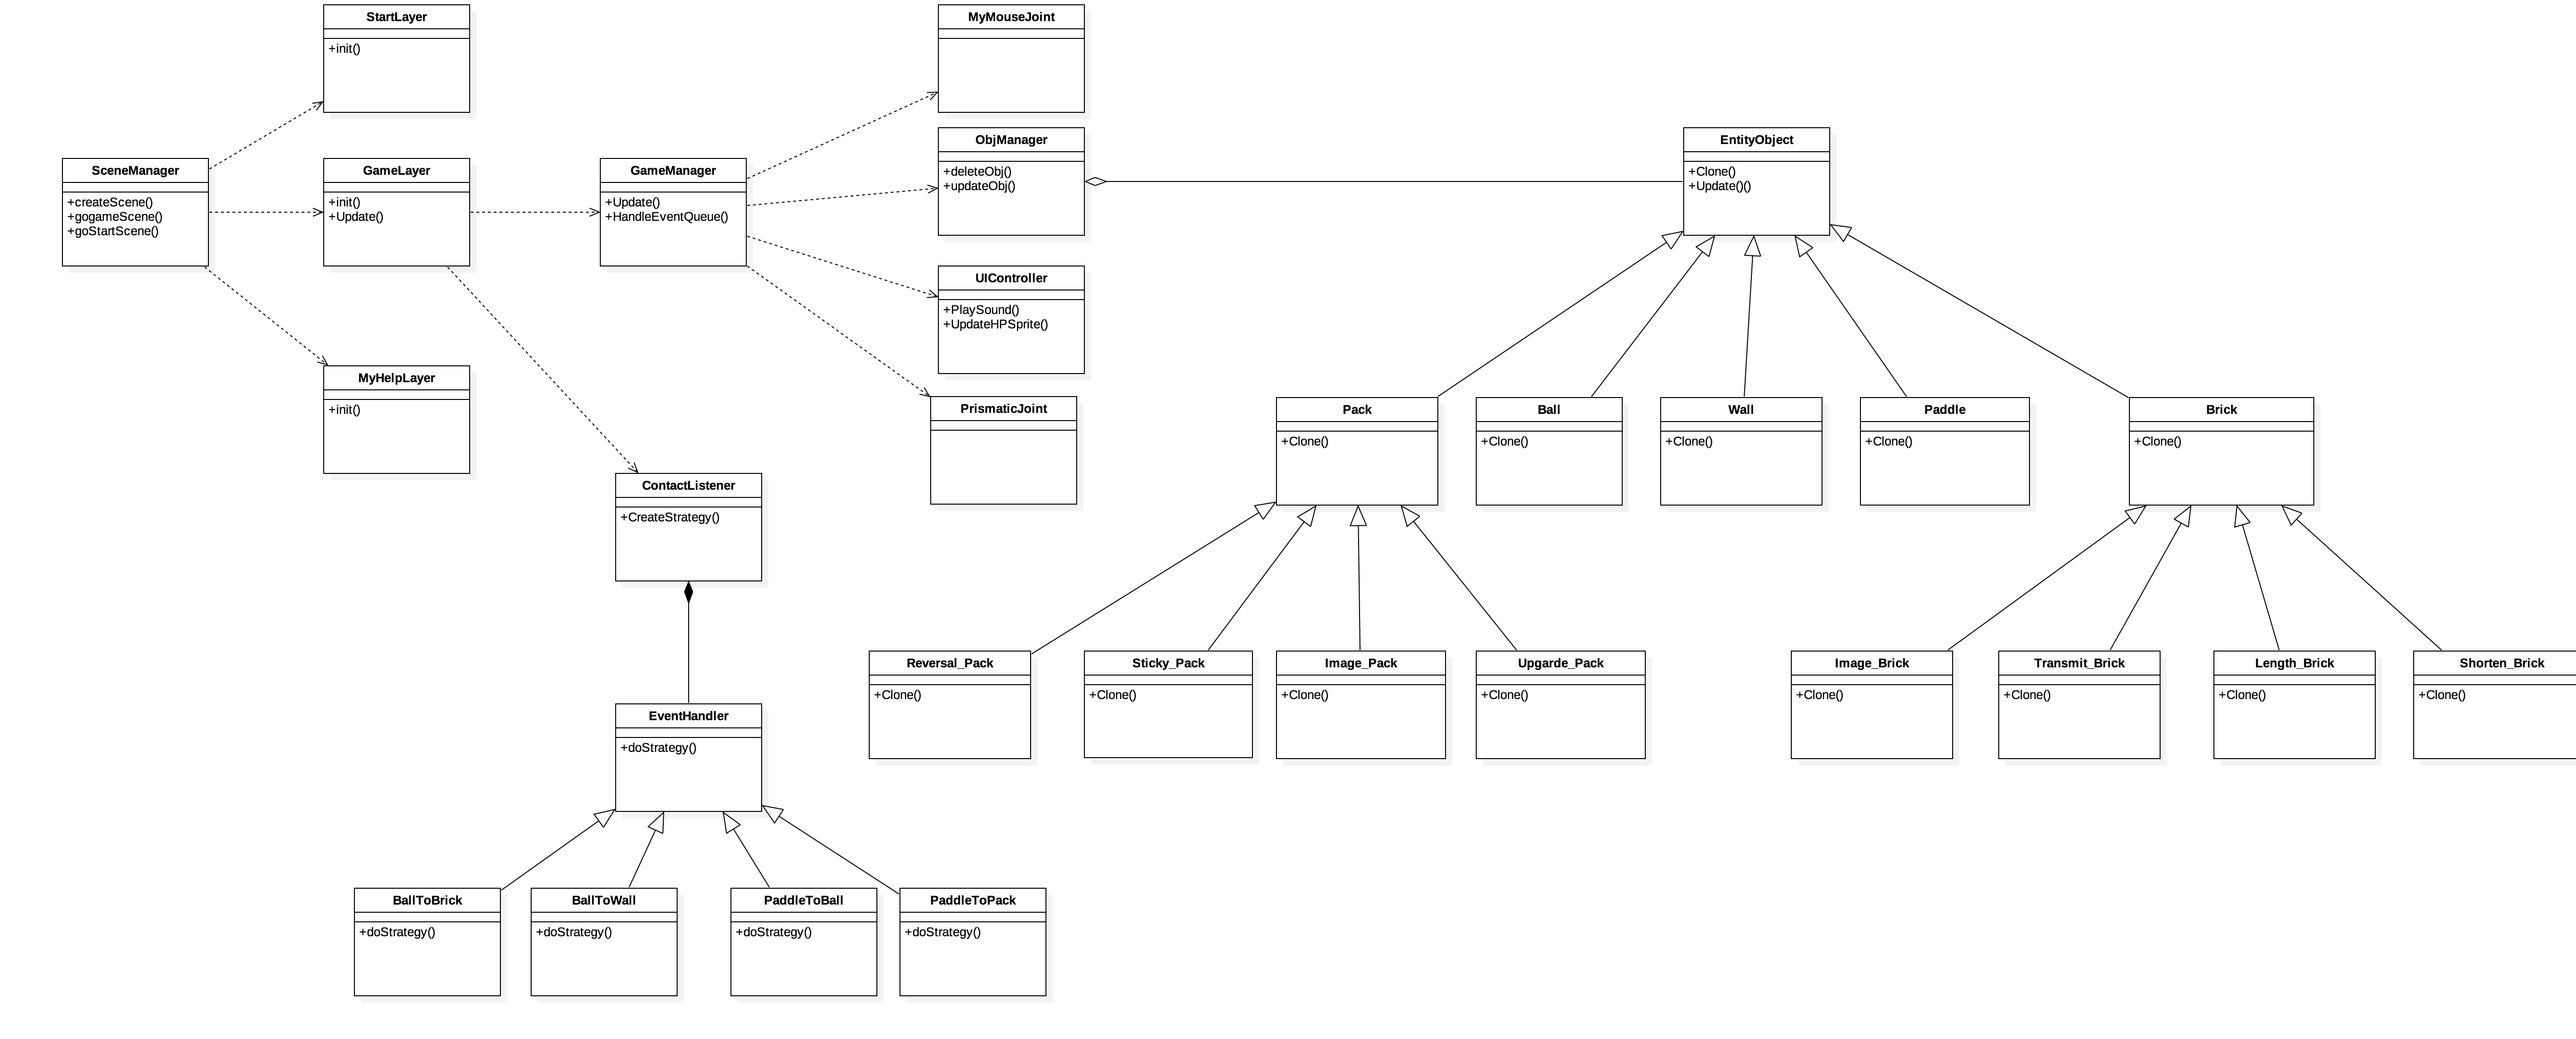 StartLayer
+init()
MyMouseJoint
ObjManager
+deleteObj()
+updateObj()
EntityObject
+Clone()
+Update()()
SceneManager
+createScene()
+gogameScene()
+goStartScene()
GameLayer
+init()
+Update()
GameManager
+Update()
+HandleEventQueue()
UIController
+PlaySound()
+UpdateHPSprite()
MyHelpLayer
+init()
PrismaticJoint
Pack
+Clone()
Ball
+Clone()
Wall
+Clone()
Paddle
+Clone()
Brick
+Clone()
ContactListener
+CreateStrategy()
Reversal_Pack
+Clone()
Sticky_Pack
+Clone()
Image_Pack
+Clone()
Upgarde_Pack
+Clone()
Image_Brick
+Clone()
Transmit_Brick
+Clone()
Length_Brick
+Clone()
Shorten_Brick
+Clone()
EventHandler
+doStrategy()
BallToBrick
+doStrategy()
BallToWall
+doStrategy()
PaddleToBall
+doStrategy()
PaddleToPack
+doStrategy()